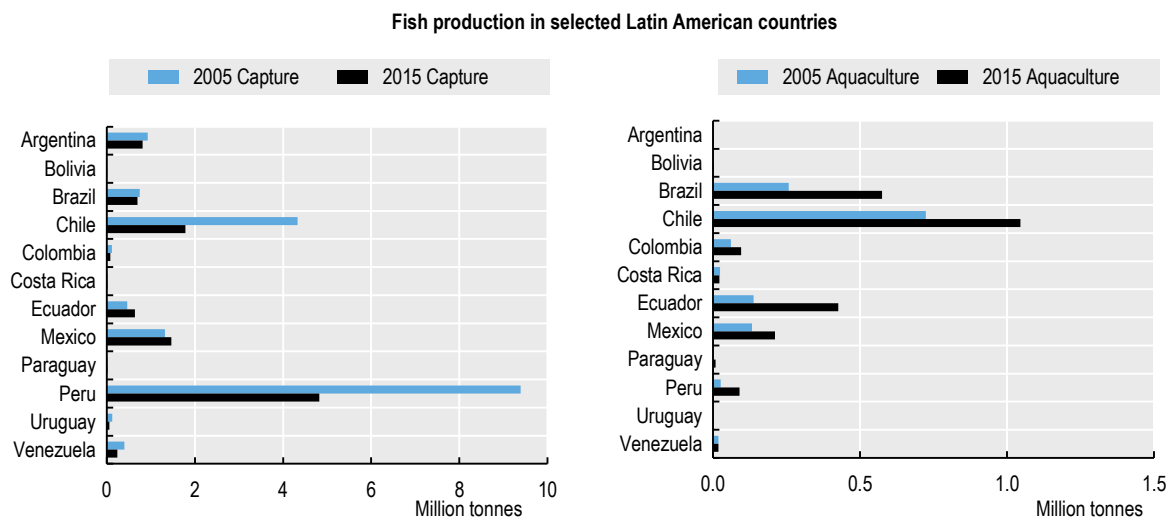 Fish production in selected Latin American countries
2005 Capture 2015 Capture
Argentina
Bolivia
Brazil
Chile
Colombia
Costa Rica
Ecuador
Mexico
Paraguay
Peru
Uruguay
Venezuela
0 2 4 6 8 10
Million tonnes
2005 Aquaculture 2015 Aquaculture
Argentina
Bolivia
Brazil
Chile
Colombia
Costa Rica
Ecuador
Mexico
Paraguay
Peru
Uruguay
Venezuela
0.0 0.5 1.0 1.5
Million tonnes